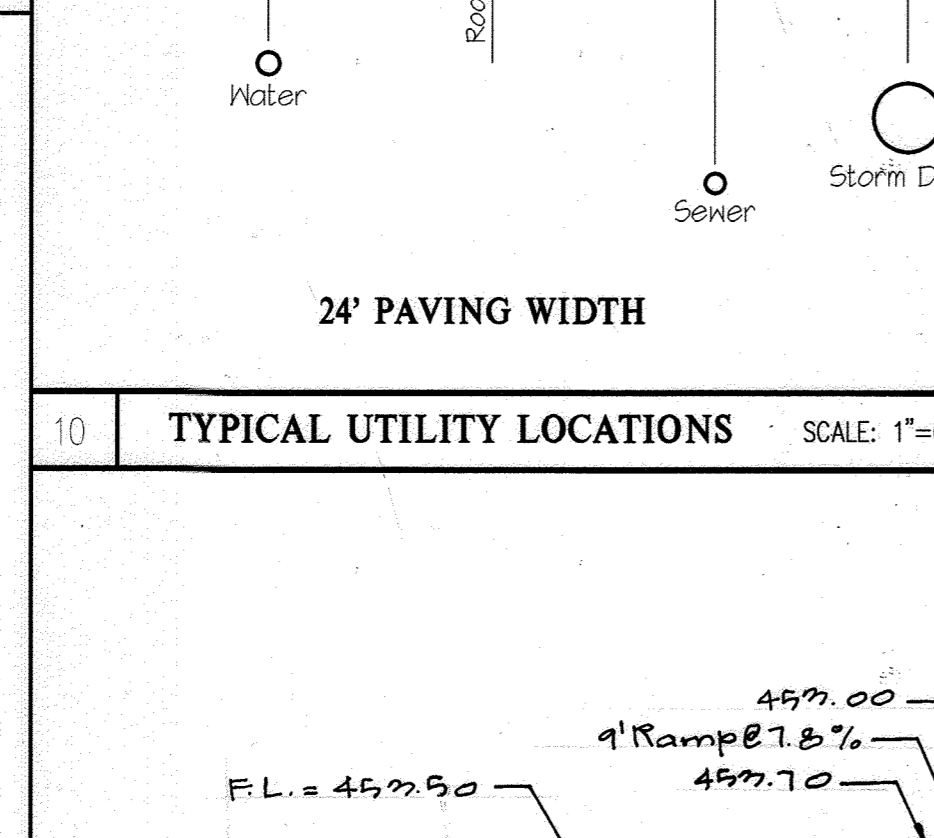 Water
Sewer
Storm
24' PAVING WIDTH
10
TYPICAL UTILITY LOCATIONS SCALE: 1"=
453.00
9' Ramp@7.8%
453.70
F.L. = 453.50